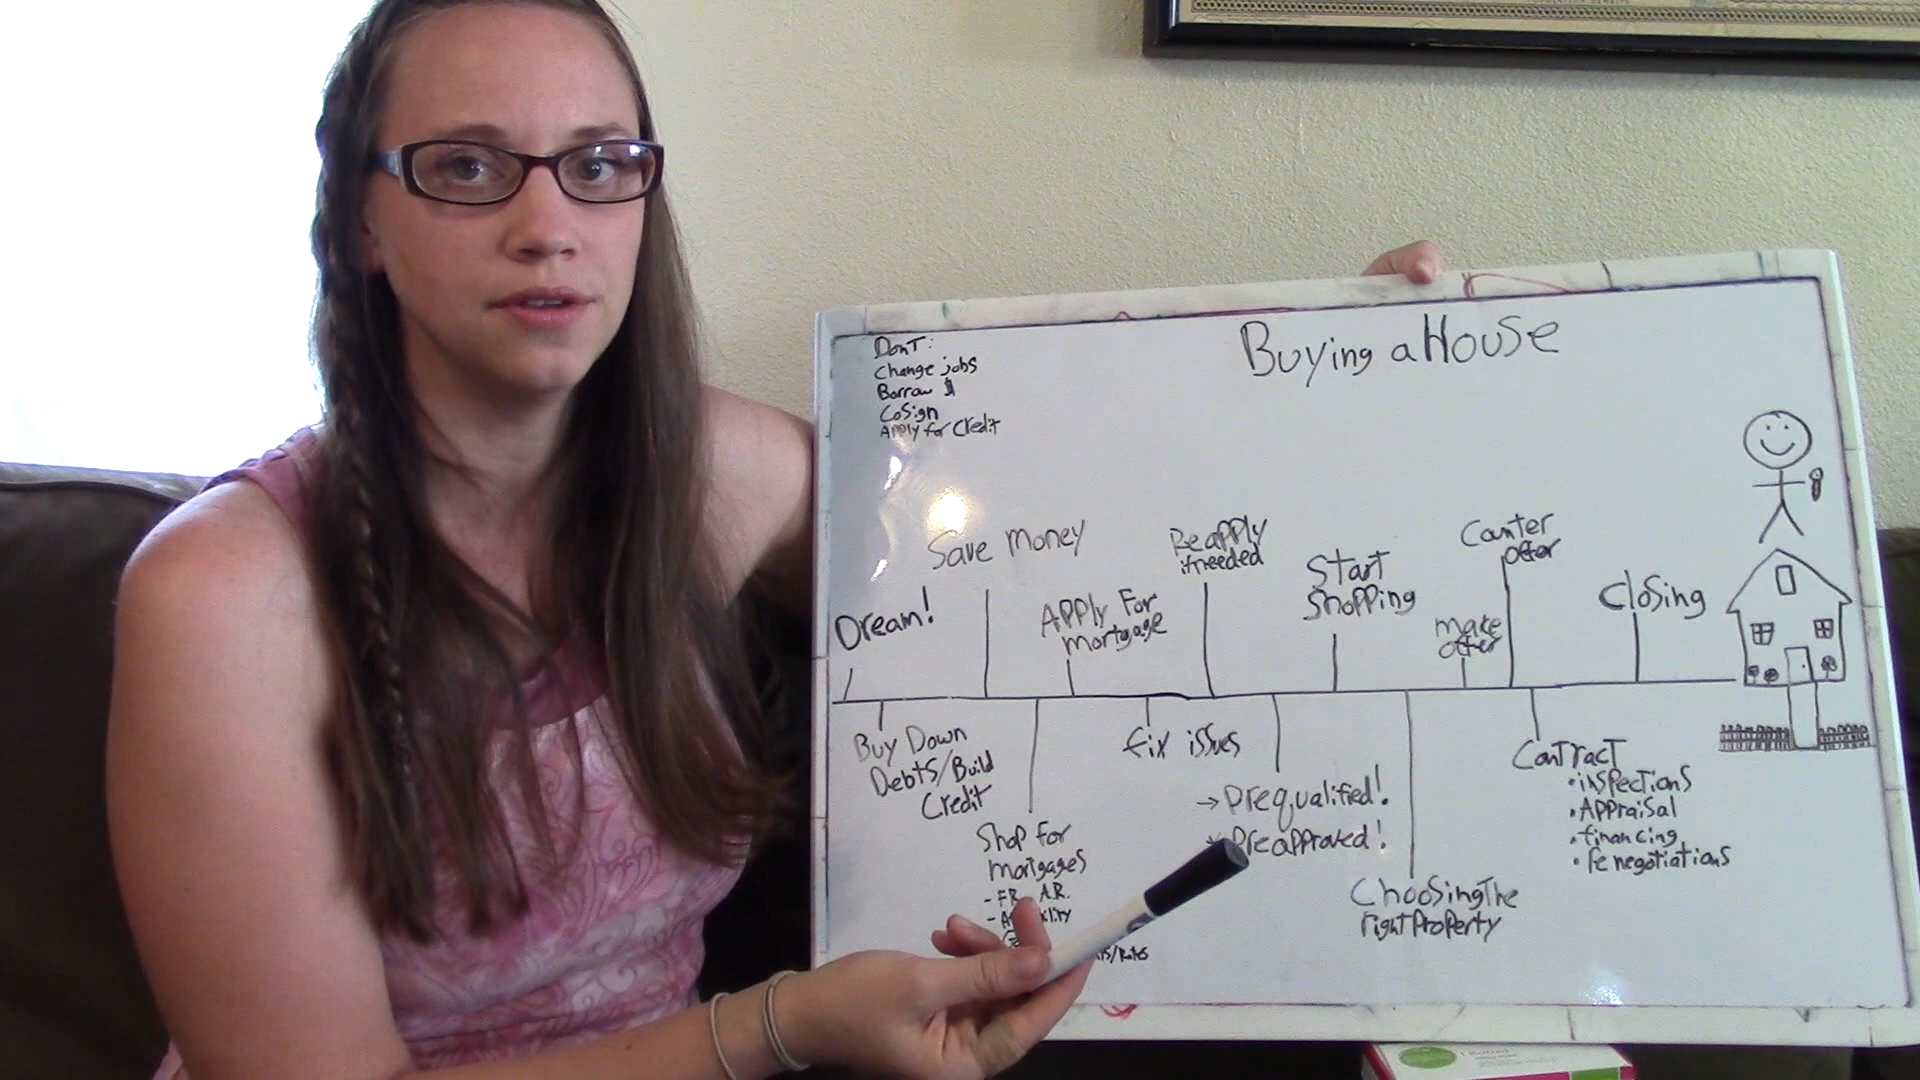 Buying a House
Don't:
Change jobs
Borrow $
Cosign
Apply for Credit
Dream!
Buy Down
Debts/Build
Credit
Save Money
Shop for
mortgages
A.R.
Apply For
mortgage
fix issues
Reapply
if needed
→ Prequalified!
Preapproved!
Start
Shopping
Choosing The
right Property
make
offer
Counter
offer
Contract
• inspections
• Appraisal
• financing
• renegotiations
Closing